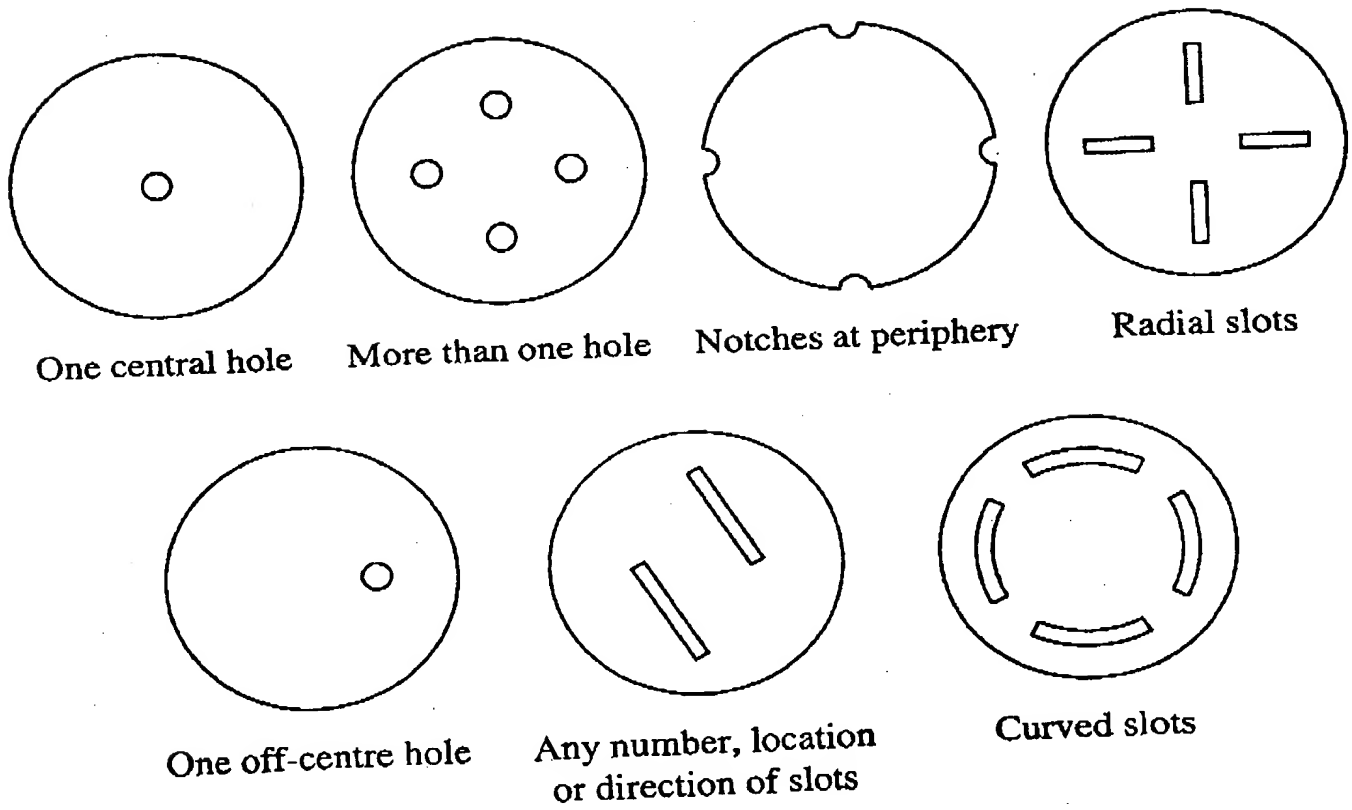 One central hole
More than one hole
Notches at periphery
Radial slots
One off-centre hole
Any number, location
or direction of slots
Curved slots